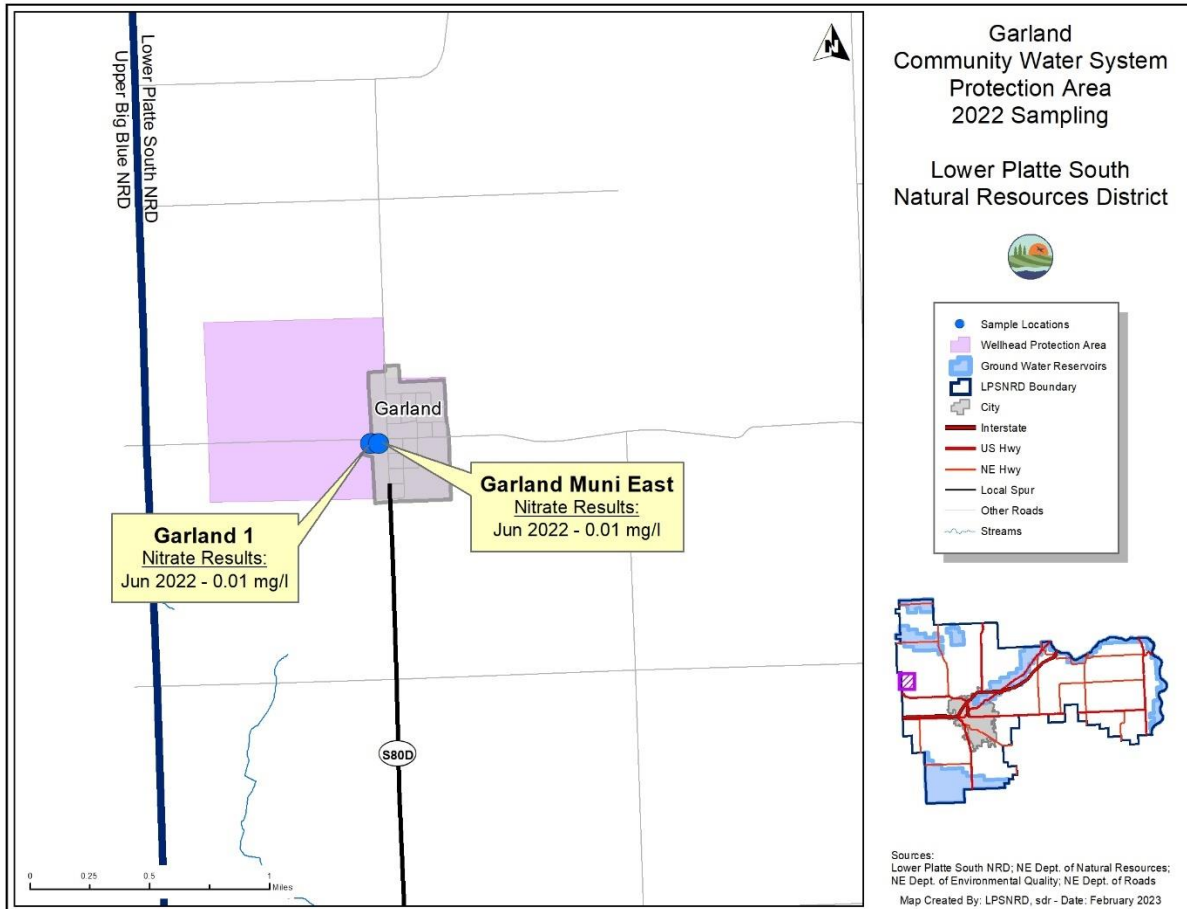 Lower Platte South NRD
Upper Big Blue NRD
N
Garland
Garland 1
Nitrate Results:
Jun 2022 - 0.01 mg/l
Garland Muni East
Nitrate Results:
Jun 2022 - 0.01 mg/l
S80D
0 0.25 0.5 1
Miles
Garland
Community Water System
Protection Area
2022 Sampling
Lower Platte South
Natural Resources District
Sample Locations
Wellhead Protection Area
Ground Water Reservoirs
LPSNRD Boundary
City
Interstate
US Hwy
NE Hwy
Local Spur
Other Roads
Streams
Sources:
Lower Platte South NRD; NE Dept. of Natural Resources;
NE Dept. of Environmental Quality; NE Dept. of Roads
Map Created By: LPSNRD, sdr - Date: February 2023